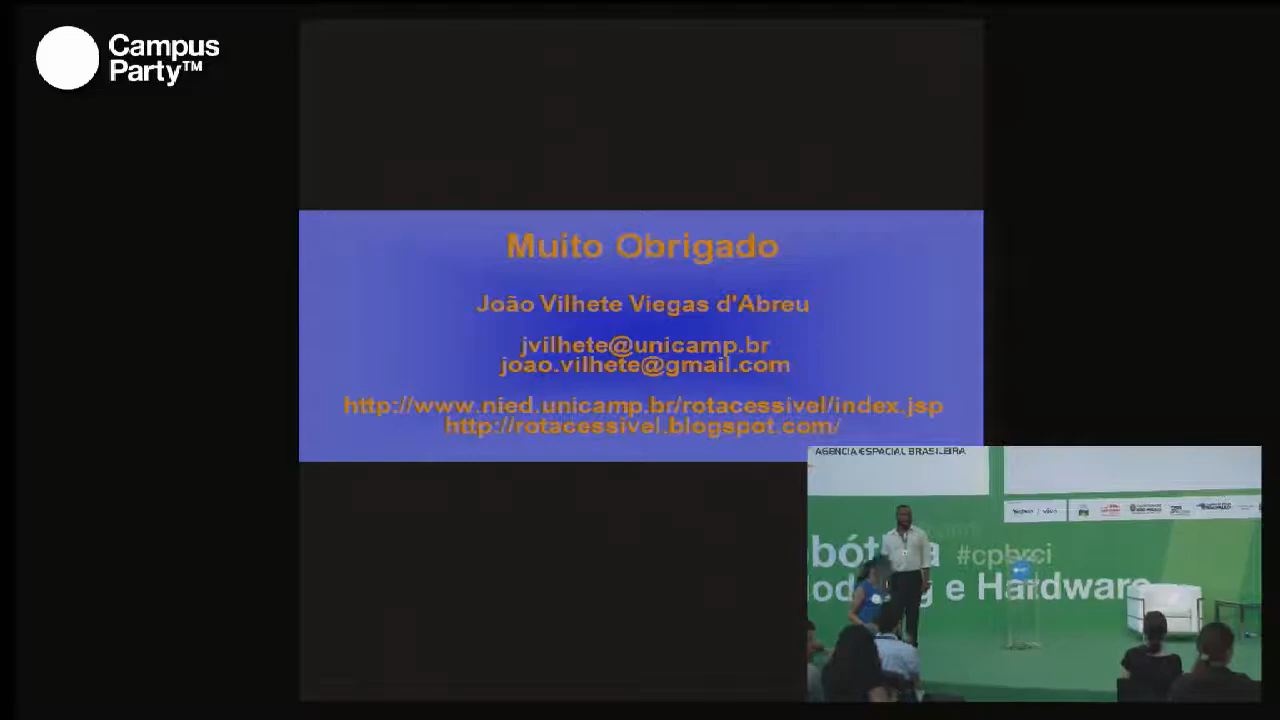 Campus
Party™
Muito Obrigado
João Vilhete Viegas d'Abreu
jvilhete@unicamp.br
joao.vilhete@gmail.com
http://www.nied.unicamp.br/rotacessivel/index.jsp
http://rotacessivel.blogspot.com/
AGENCIA ESPACIAL BRASILEIRA
#cpbrci
e Hardware